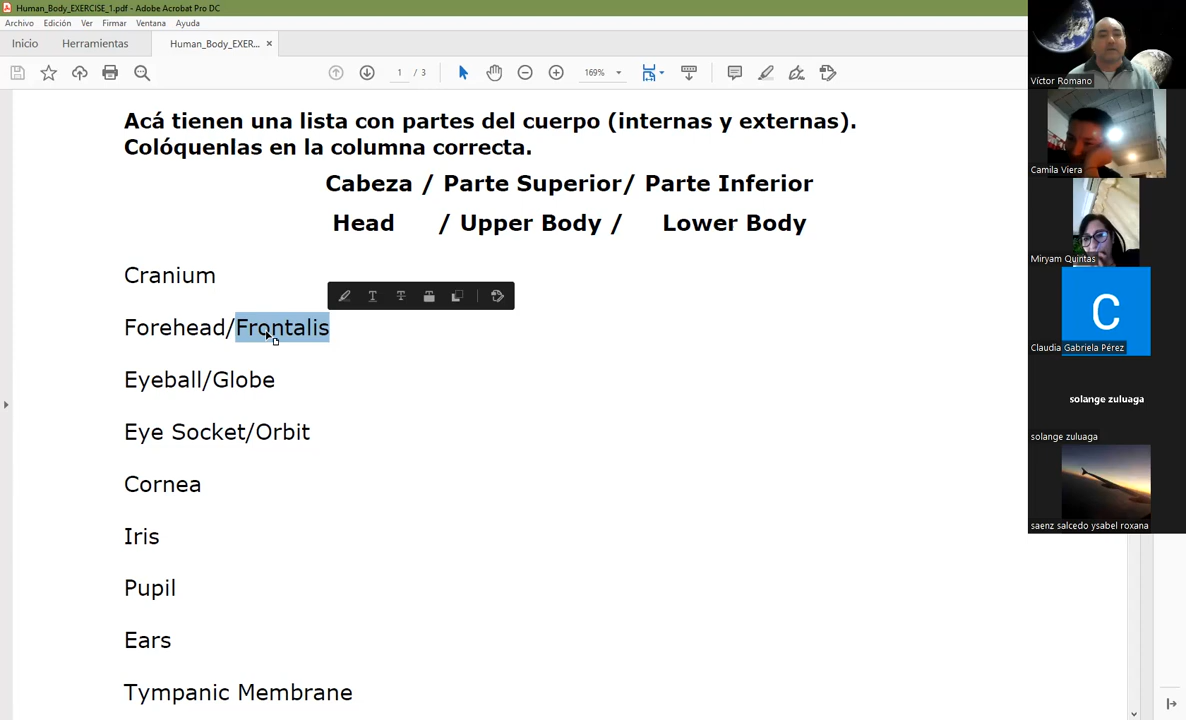 Human_Body_EXERCISE_1.pdf - Adobe Acrobat Pro DC
Archivo Edición Ver Firmar Ventana Ayuda
Inicio Herramientas Human_Body_EXER... ×
1 / 3 169%
Acá tienen una lista con partes del cuerpo (internas y externas).
Colóquenlas en la columna correcta.
Cabeza / Parte Superior/ Parte Inferior
Head / Upper Body / Lower Body
Cranium
Forehead/Frontalis
Eyeball/Globe
Eye Socket/Orbit
Cornea
Iris
Pupil
Ears
Tympanic Membrane
Víctor Romano
Camila Viera
Miryam Quintas
C
Claudia Gabriela Pérez
solange zuluaga
solange zuluaga
saenz salcedo ysabel roxana